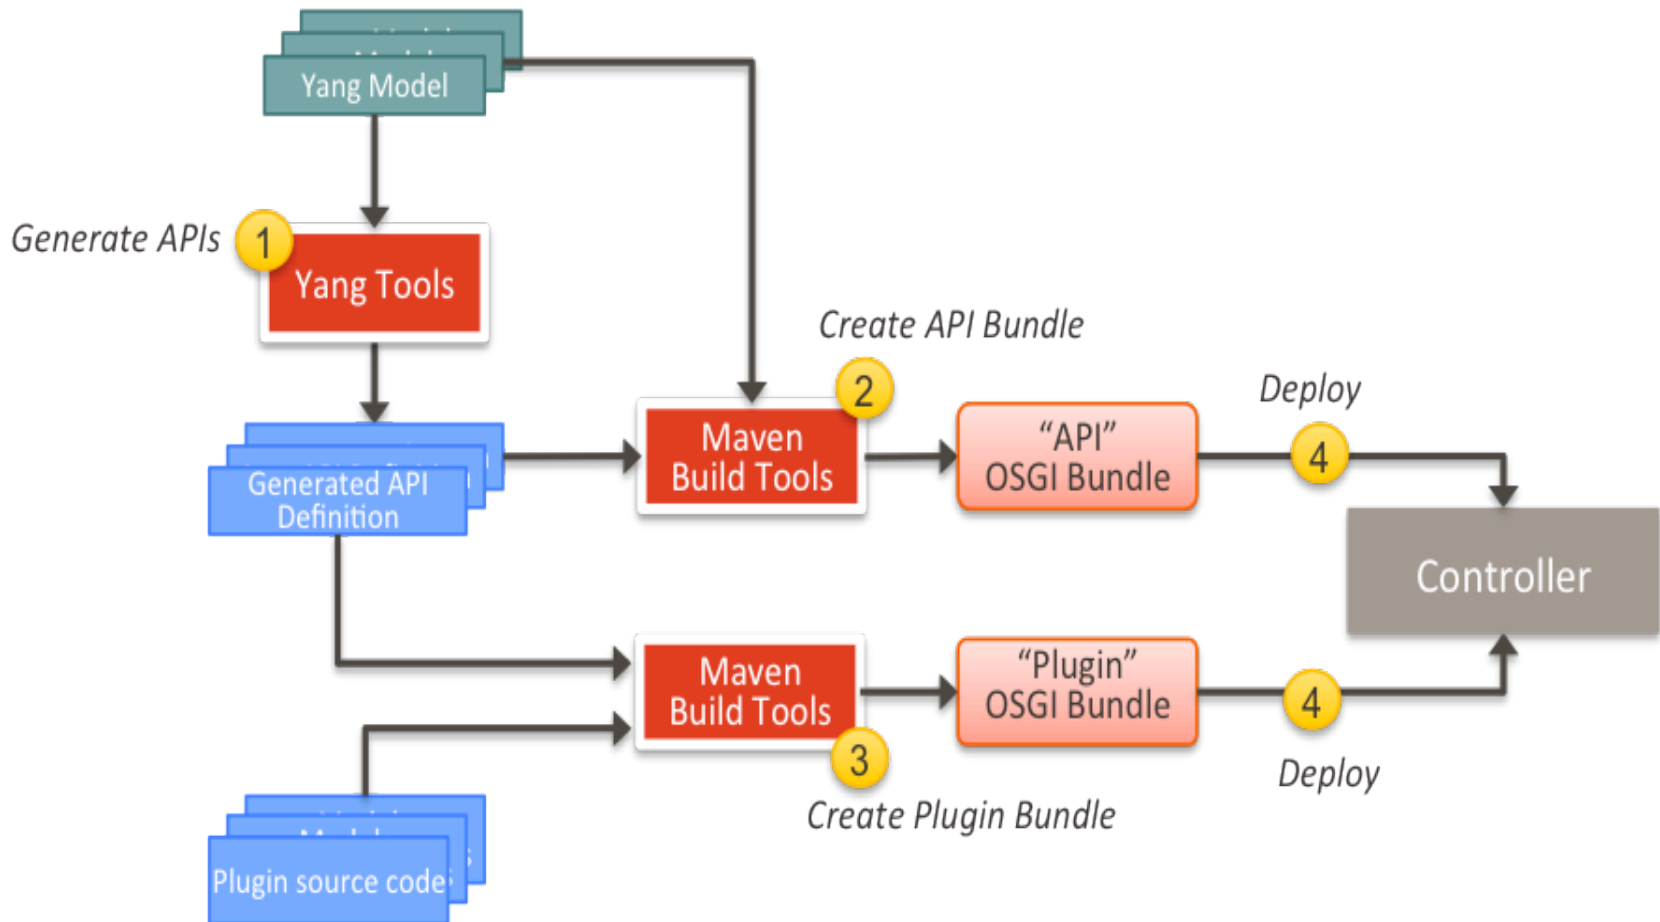 Yang Model
Generate APIs
1
Yang Tools
Create API Bundle
2
Deploy
Maven
Build Tools
“API”
OSGI Bundle
4
Generated API
Definition
Controller
Maven
Build Tools
“Plugin”
OSGI Bundle
4
3
Deploy
Create Plugin Bundle
Plugin source code